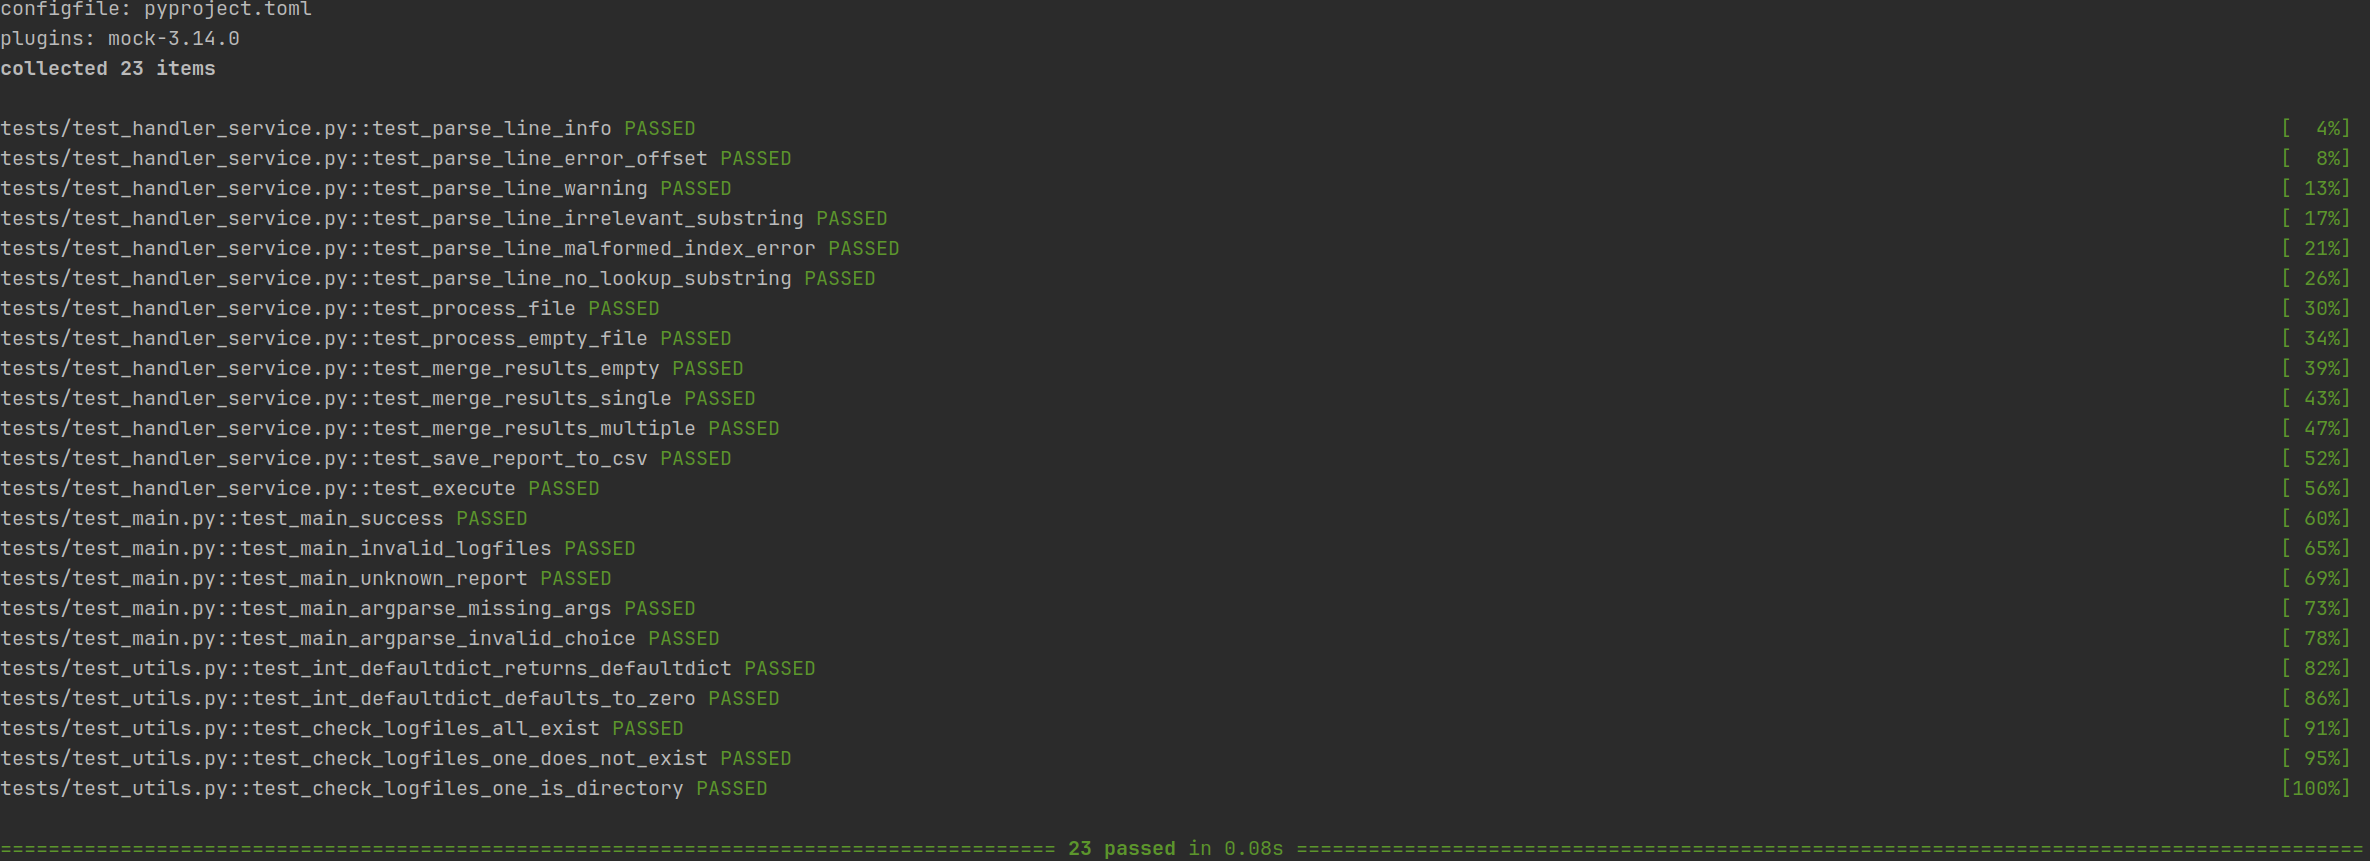 configfile: pyproject.toml
plugins: mock-3.14.0
collected 23 items
tests/test_handler_service.py::test_parse_line_info PASSED [  4%]
tests/test_handler_service.py::test_parse_line_error_offset PASSED [  8%]
tests/test_handler_service.py::test_parse_line_warning PASSED [ 13%]
tests/test_handler_service.py::test_parse_line_irrelevant_substring PASSED [ 17%]
tests/test_handler_service.py::test_parse_line_malformed_index_error PASSED [ 21%]
tests/test_handler_service.py::test_parse_line_no_lookup_substring PASSED [ 26%]
tests/test_handler_service.py::test_process_file PASSED [ 30%]
tests/test_handler_service.py::test_process_empty_file PASSED [ 34%]
tests/test_handler_service.py::test_merge_results_empty PASSED [ 39%]
tests/test_handler_service.py::test_merge_results_single PASSED [ 43%]
tests/test_handler_service.py::test_merge_results_multiple PASSED [ 47%]
tests/test_handler_service.py::test_save_report_to_csv PASSED [ 52%]
tests/test_handler_service.py::test_execute PASSED [ 56%]
tests/test_main.py::test_main_success PASSED [ 60%]
tests/test_main.py::test_main_invalid_logfiles PASSED [ 65%]
tests/test_main.py::test_main_unknown_report PASSED [ 69%]
tests/test_main.py::test_main_argparse_missing_args PASSED [ 73%]
tests/test_main.py::test_main_argparse_invalid_choice PASSED [ 78%]
tests/test_utils.py::test_int_defaultdict_returns_defaultdict PASSED [ 82%]
tests/test_utils.py::test_int_defaultdict_defaults_to_zero PASSED [ 86%]
tests/test_utils.py::test_check_logfiles_all_exist PASSED [ 91%]
tests/test_utils.py::test_check_logfiles_one_does_not_exist PASSED [ 95%]
tests/test_utils.py::test_check_logfiles_one_is_directory PASSED [100%]
======================================================================================== 23 passed in 0.08s =========================================================================================